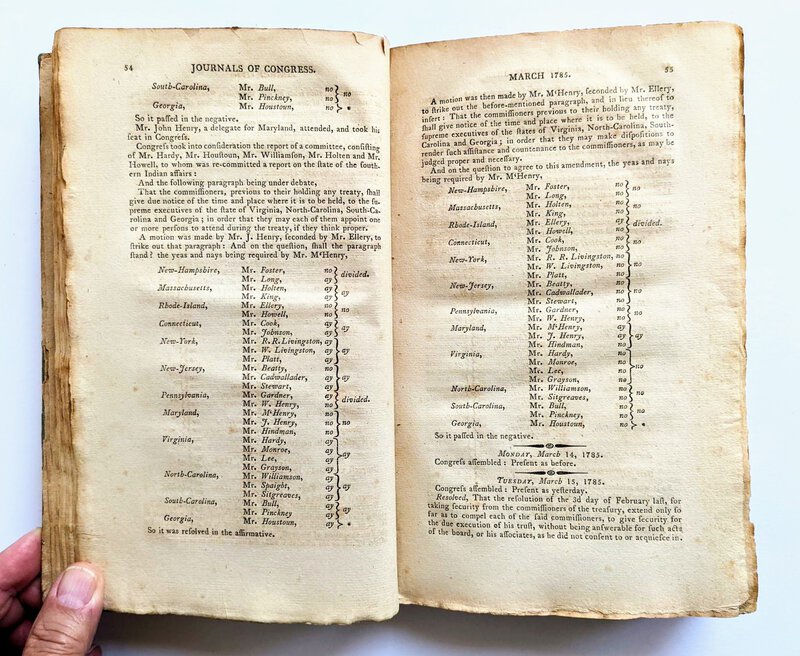 54 JOURNALS OF CONGRESS.
South-Carolina, Mr. Bull, no } no
Mr. Pinckney, no
Georgia, Mr. Houstoun, no } *
So it paſſed in the negative.
Mr. John Henry, a delegate for Maryland, attended, and took his
ſeat in Congreſs.
Congreſs took into conſideration the report of a committee, conſiſting
of Mr. Hardy, Mr. Houſtoun, Mr. Williamſon, Mr. Holten and Mr.
Howell, to whom was re-committed a report on the ſtate of the ſouth-
ern Indian affairs:
And the following paragraph being under debate,
That the commiſſioners, previous to their holding any treaty, ſhall
give due notice of the time and place where it is to be held, to the ſu-
preme executives of the ſtate of Virginia, North-Carolina, South-Ca-
rolina and Georgia; in order that they may each of them appoint one
or more perſons to attend during the treaty, if they think proper.
A motion was made by Mr. J. Henry, ſeconded by Mr. Ellery, to
ſtrike out that paragraph: And on the queſtion, ſhall the paragraph
ſtand? the yeas and nays being required by Mr. M'Henry,
New-Hampshire, Mr. Foster, no } divided.
Mr. Long, ay
Massachusetts, Mr. Holten, ay } ay
Mr. King, ay
Rhode-Island, Mr. Ellery, no } no
Mr. Howell, no
Connecticut, Mr. Cook, ay } ay
Mr. Johnson, ay
New-York, Mr. R. R. Livingston, ay
Mr. W. Livingston, ay } ay
Mr. Platt, ay
New-Jersey, Mr. Beatty, no
Mr. Cadwallader, ay } ay
Mr. Stewart, ay
Pennsylvania, Mr. Gardner, ay } divided.
Mr. W. Henry, no
Maryland, Mr. M'Henry, no
Mr. J. Henry, no } no
Mr. Hindman, no
Virginia, Mr. Hardy, ay
Mr. Monroe, ay
Mr. Lee, ay } ay
Mr. Grayson, ay
North-Carolina, Mr. Williamson, ay
Mr. Spaight, ay } ay
Mr. Sitgreaves, ay
South-Carolina, Mr. Bull, ay } ay
Mr. Pinckney ay
Georgia, Mr. Houstoun, ay } *
So it was reſolved in the affirmative.
MARCH 1785. 55
A motion was then made by Mr. M'Henry, ſeconded by Mr. Ellery,
to ſtrike out the before-mentioned paragraph, and in lieu thereof to
inſert: That the commiſſioners previous to their holding any treaty,
ſhall give notice of the time and place where it is to be held, to the
ſupreme executives of the ſtates of Virginia, North-Carolina, South-
Carolina and Georgia; in order that they may make diſpoſitions to
render ſuch aſſiſtance and countenance to the commiſſioners, as may be
judged proper and neceſſary.
And on the queſtion to agree to this amendment, the yeas and nays
being required by Mr. M'Henry,
New-Hampshire, Mr. Foster, no } no
Mr. Long, no
Massachusetts, Mr. Holten, no } no
Mr. King, no
Rhode-Island, Mr. Ellery, ay } divided.
Mr. Howell, no
Connecticut, Mr. Cook, no } no
Mr. Johnson, no
New-York, Mr. R. R. Livingston, no
Mr. W. Livingston, no } no
Mr. Platt, no
New-Jersey, Mr. Beatty, no
Mr. Cadwallader, no } no
Mr. Stewart, no
Pennsylvania, Mr. Gardner, no } no
Mr. W. Henry, no
Maryland, Mr. M'Henry, ay
Mr. J. Henry, ay } ay
Mr. Hindman, no
Virginia, Mr. Hardy, no
Mr. Monroe, no
Mr. Lee, no } no
Mr. Grayson, no
North-Carolina, Mr. Williamson, no } no
Mr. Sitgreaves, no
South-Carolina, Mr. Bull, no } no
Mr. Pinckney, no
Georgia, Mr. Houstoun, no } *
So it paſſed in the negative.
MONDAY, March 14, 1785.
Congreſs aſſembled: Preſent as before.
TUESDAY, March 15, 1785.
Congreſs aſſembled: Preſent as yeſterday.
Resolved, That the reſolution of the 3d day of February laſt, for
taking ſecurity from the commiſſioners of the treaſury, extend only ſo
far as to compel each of the ſaid commiſſioners, to give ſecurity for
the due execution of his truſt, without being anſwerable for ſuch acts
of the board, or his aſſociates, as he did not conſent to or acquieſce in.